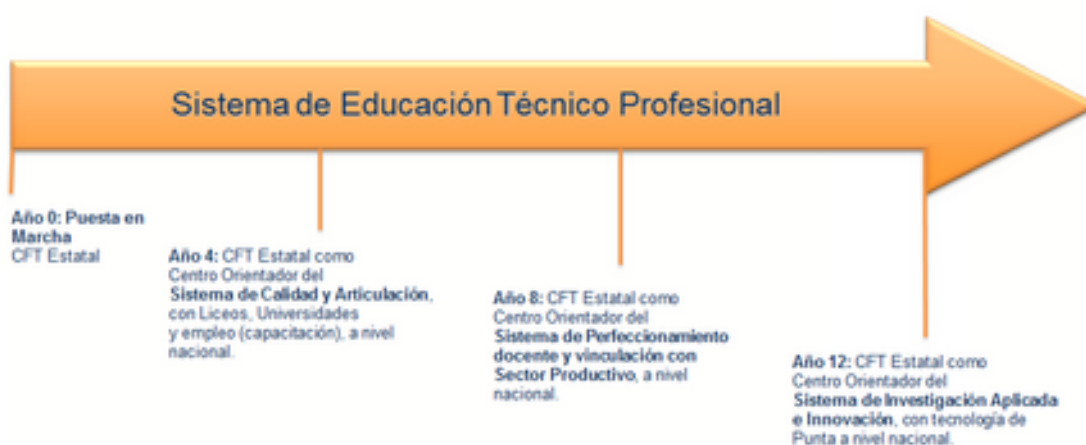 Sistema de Educación Técnico Profesional
Año 0: Puesta en
Marcha
CFT Estatal
Año 4: CFT Estatal como
Centro Orientador del
Sistema de Calidad y Articulación,
con Liceos, Universidades
y empleo (capacitación), a nivel
nacional.
Año 8: CFT Estatal como
Centro Orientador del
Sistema de Perfeccionamiento
docente y vinculación con
Sector Productivo, a nivel
nacional.
Año 12: CFT Estatal como
Centro Orientador del
Sistema de Investigación Aplicada
e Innovación, con tecnología de
Punta a nivel nacional.